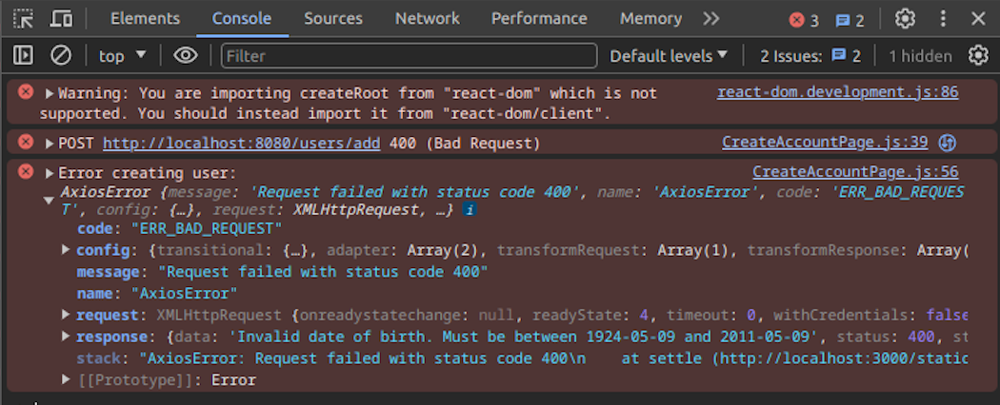 Elements Console Sources Network Performance Memory 3 2
top Filter Default levels 2 Issues: 2 1 hidden
Warning: You are importing createRoot from "react-dom" which is not react-dom.development.js:86
supported. You should instead import it from "react-dom/client".
POST http://localhost:8080/users/add 400 (Bad Request) CreateAccountPage.js:39
Error creating user: CreateAccountPage.js:56
AxiosError {message: 'Request failed with status code 400', name: 'AxiosError', code: 'ERR_BAD_REQUES
T', config: {…}, request: XMLHttpRequest, …} i
code: "ERR_BAD_REQUEST"
config: {transitional: {…}, adapter: Array(2), transformRequest: Array(1), transformResponse: Array(
message: "Request failed with status code 400"
name: "AxiosError"
request: XMLHttpRequest {onreadystatechange: null, readyState: 4, timeout: 0, withCredentials: false
response: {data: 'Invalid date of birth. Must be between 1924-05-09 and 2011-05-09', status: 400, st
stack: "AxiosError: Request failed with status code 400\n    at settle (http://localhost:3000/static
[[Prototype]]: Error